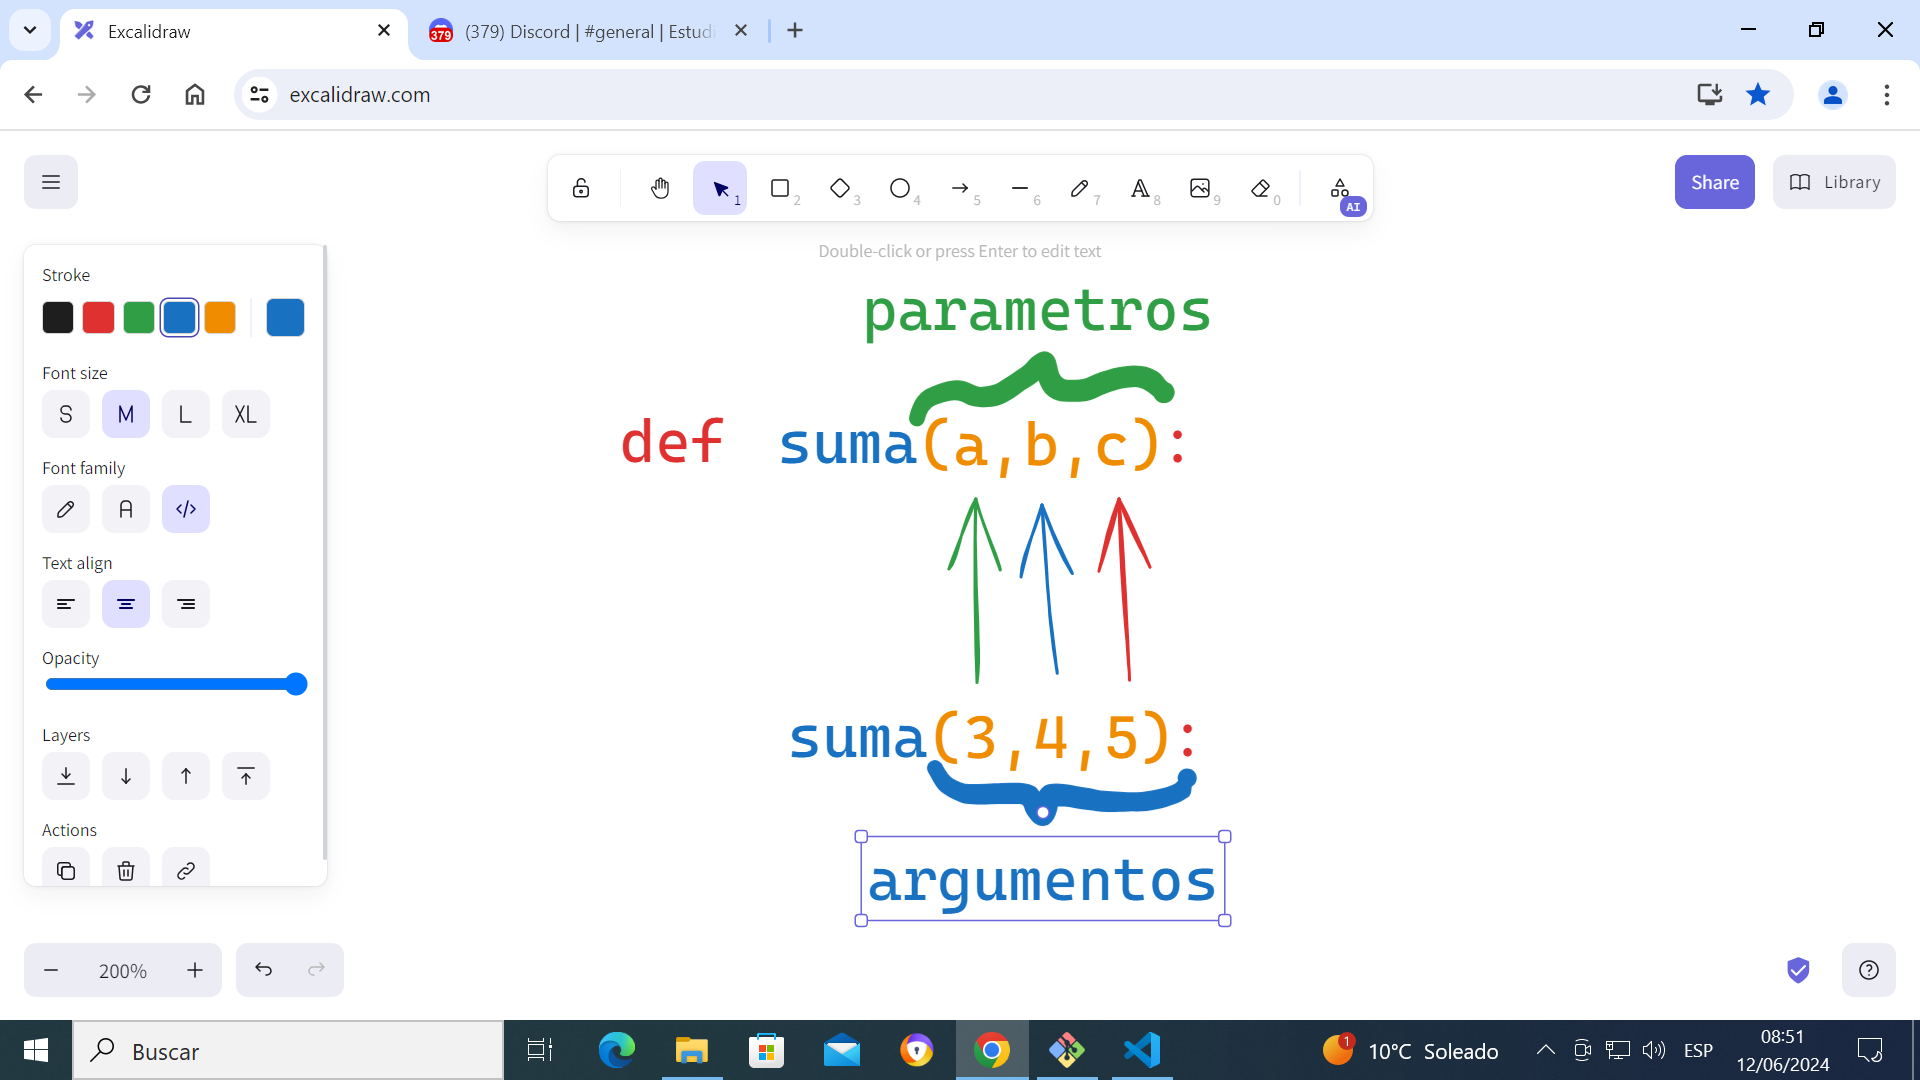 Excalidraw
(379) Discord | #general | Estudi
379
excalidraw.com
1
2
3
4
5
6
7
8
9
0
AI
Share
Library
Double-click or press Enter to edit text
Stroke
Font size
S M L XL
Font family
A </>
Text align
Opacity
Layers
Actions
parametros
def suma(a,b,c):
suma(3,4,5):
argumentos
200%
Buscar
1
10°C Soleado
ESP
08:51
12/06/2024